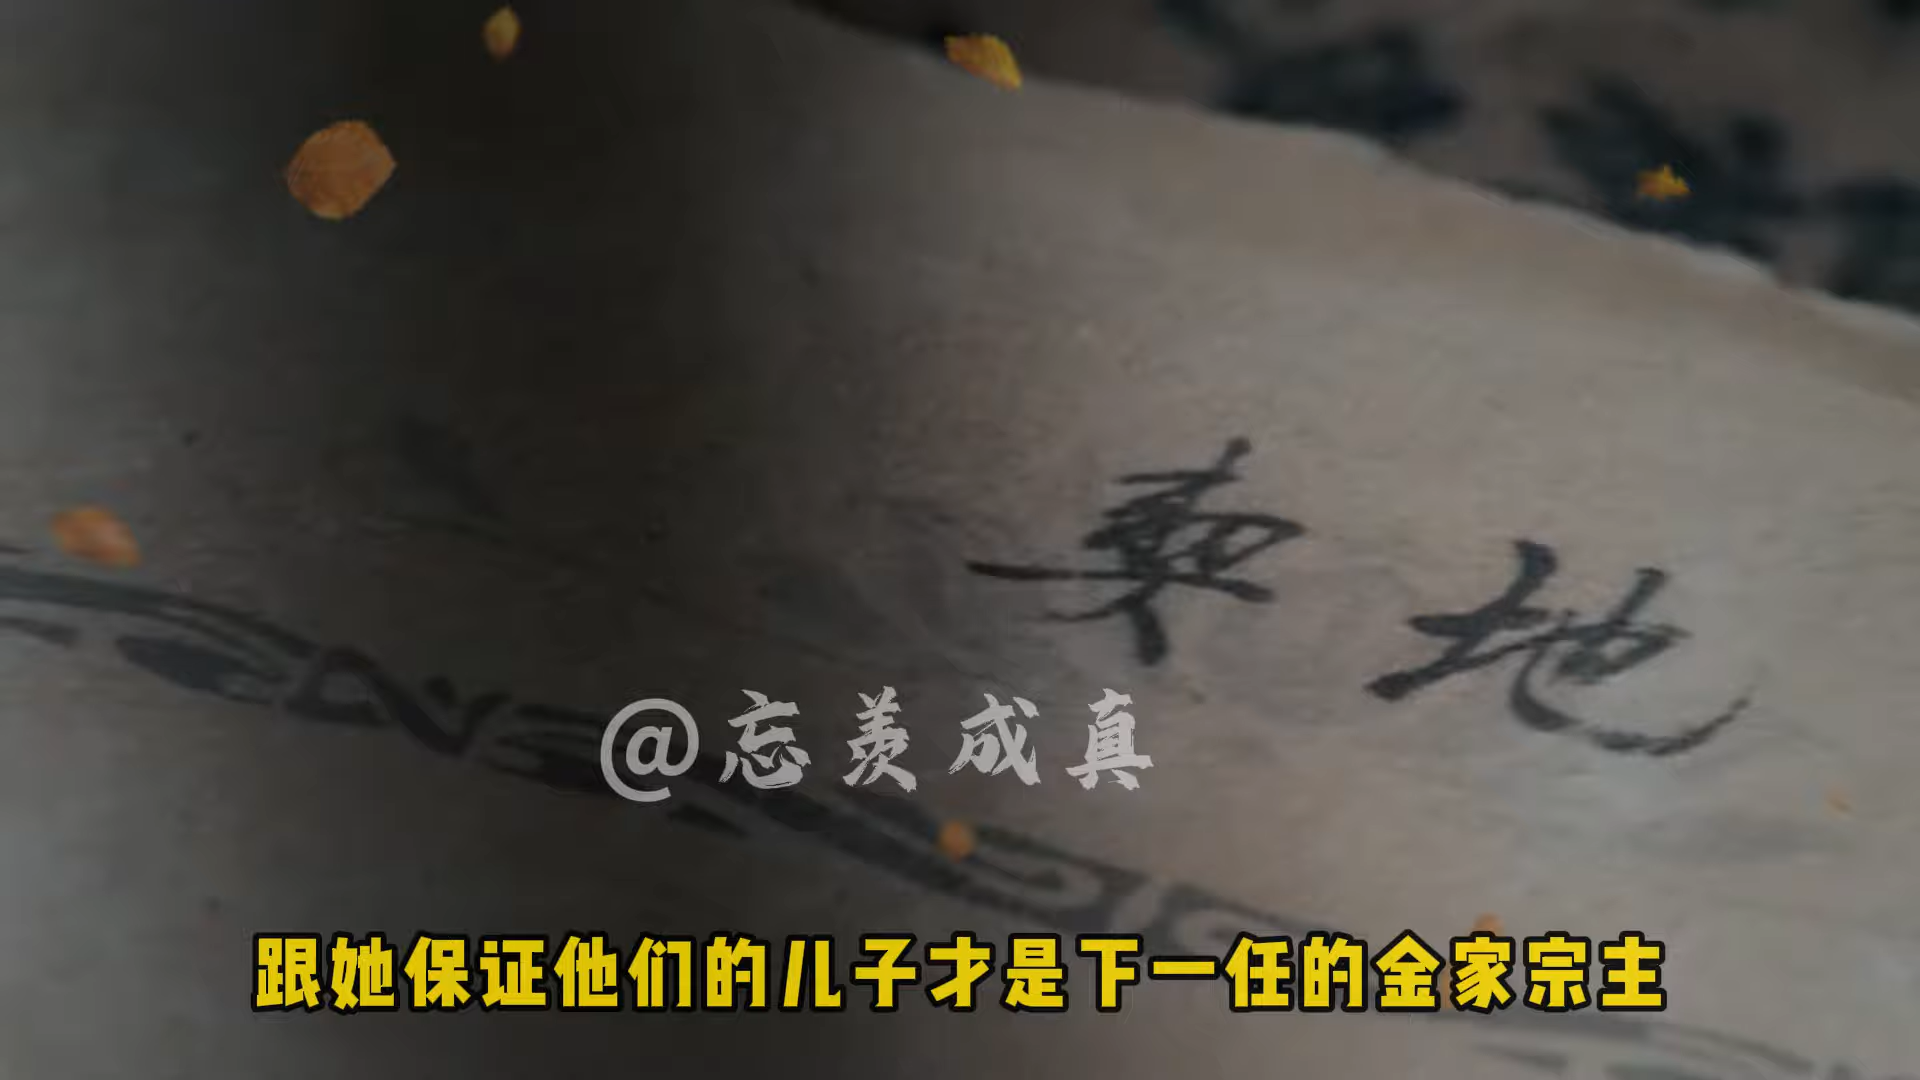 地
@忘羡成真
跟她保证他们的儿子才是下一任的金家宗主